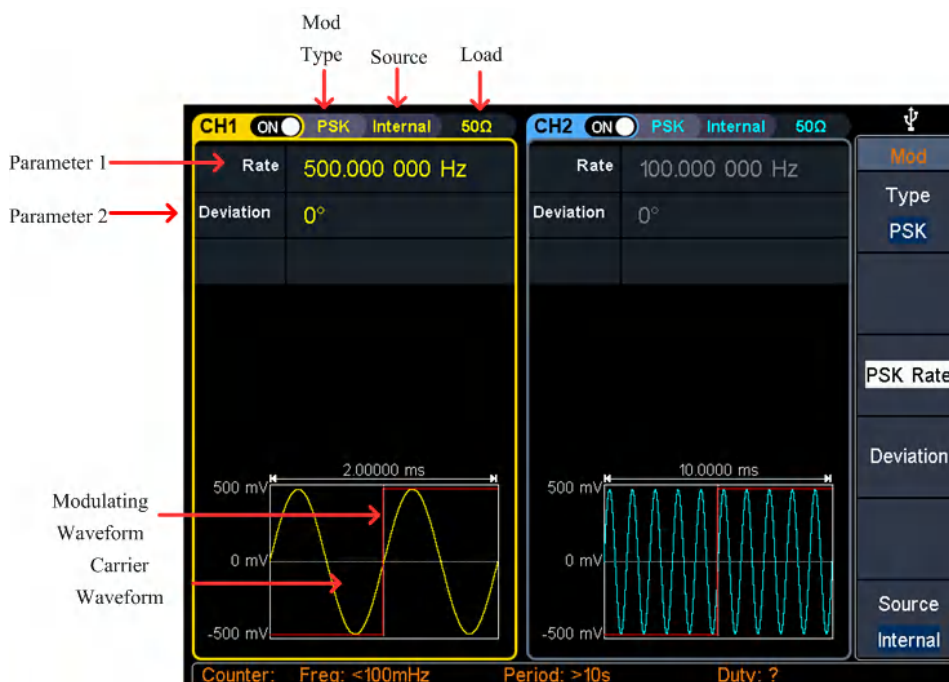 Mod
Type
Source
Load
CH1 ON PSK Internal 50Ω
CH2 ON PSK Internal 50Ω
Mod
Parameter 1
Rate 500.000 000 Hz
Rate 100.000 000 Hz
Type
PSK
Parameter 2
Deviation 0°
Deviation 0°
PSK Rate
Deviation
2.00000 ms
10.0000 ms
500 mV
500 mV
Modulating
Waveform
0 mV
0 mV
Carrier
Waveform
-500 mV
-500 mV
Source
Internal
Counter: Freq: <100mHz Period: >10s Duty: ?